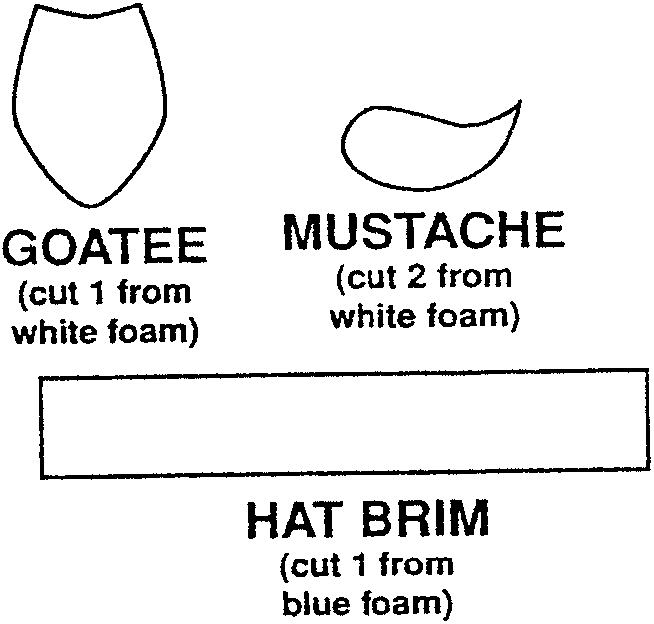 GOATEE
(cut 1 from
white foam)
MUSTACHE
(cut 2 from
white foam)
HAT BRIM
(cut 1 from
blue foam)